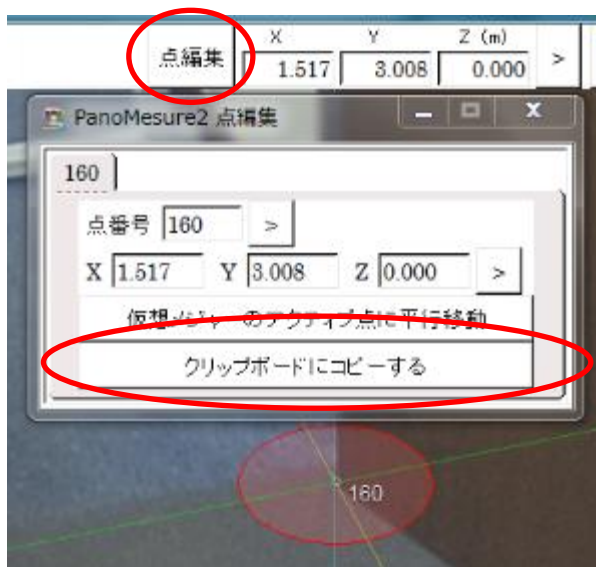 X Y Z (m)
点編集 1.517 3.008 0.000 >
PanoMesure2 点編集
160
点番号 160 >
X 1.517 Y 3.008 Z 0.000 >
仮想メジャーのアクティブ点に平行移動
クリップボードにコピーする
160